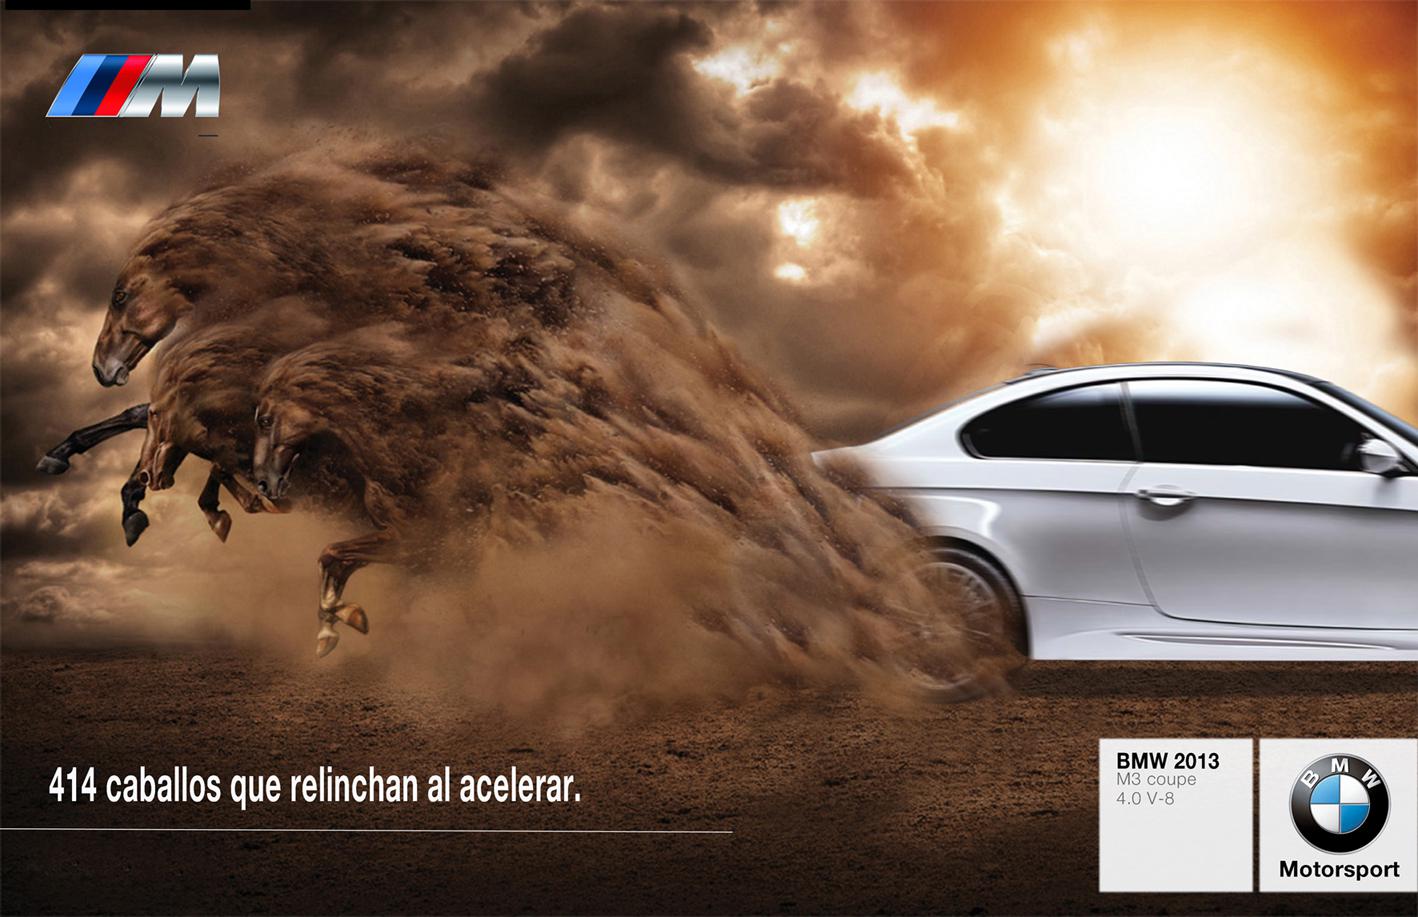 M
414 caballos que relinchan al acelerar.
BMW 2013
M3 coupe
4.0 V-8
BMW
Motorsport